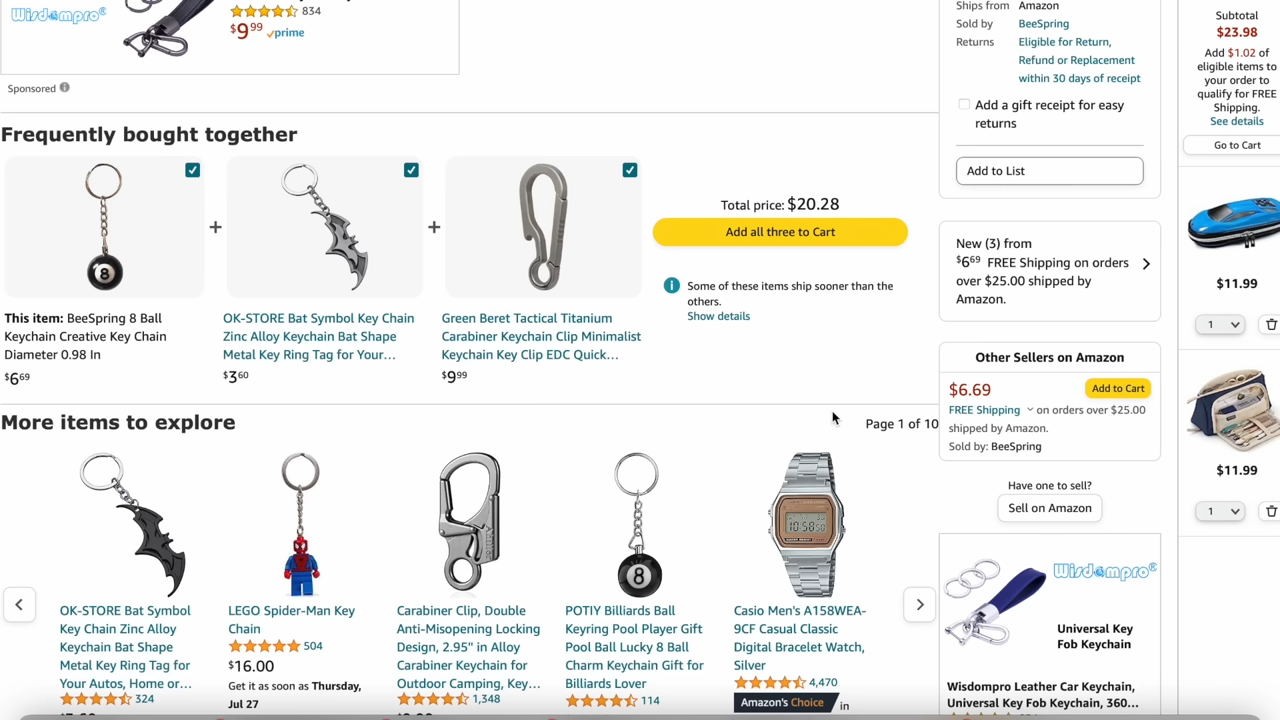 Wisdompro®
834
$9.99 prime
Sponsored
Ships from Amazon
Sold by BeeSpring
Returns Eligible for Return,
Refund or Replacement
within 30 days of receipt
Add a gift receipt for easy
returns
Add to List
Subtotal
$23.98
Add $1.02 of
eligible items to
your order to
qualify for FREE
Shipping.
See details
Go to Cart
Frequently bought together
8
+
+
This item: BeeSpring 8 Ball
Keychain Creative Key Chain
Diameter 0.98 In
$6.69
OK-STORE Bat Symbol Key Chain
Zinc Alloy Keychain Bat Shape
Metal Key Ring Tag for Your…
$3.60
Green Beret Tactical Titanium
Carabiner Keychain Clip Minimalist
Keychain Key Clip EDC Quick…
$9.99
Total price: $20.28
Add all three to Cart
Some of these items ship sooner than the
others.
Show details
New (3) from
$6.69 FREE Shipping on orders
over $25.00 shipped by
Amazon.
Other Sellers on Amazon
$6.69 Add to Cart
FREE Shipping on orders over $25.00
shipped by Amazon.
Sold by: BeeSpring
Have one to sell?
Sell on Amazon
$11.99
1
$11.99
1
More items to explore
Page 1 of 10
OK-STORE Bat Symbol
Key Chain Zinc Alloy
Keychain Bat Shape
Metal Key Ring Tag for
Your Autos, Home or…
324
LEGO Spider-Man Key
Chain
504
$16.00
Get it as soon as Thursday,
Jul 27
Carabiner Clip, Double
Anti-Misopening Locking
Design, 2.95" in Alloy
Carabiner Keychain for
Outdoor Camping, Key…
1,348
8
POTIY Billiards Ball
Keyring Pool Player Gift
Pool Ball Lucky 8 Ball
Charm Keychain Gift for
Billiards Lover
114
10:58 50
Casio Men's A158WEA-
9CF Casual Classic
Digital Bracelet Watch,
Silver
4,470
Amazon's Choice in
Wisdompro®
Universal Key
Fob Keychain
Wisdompro Leather Car Keychain,
Universal Key Fob Keychain, 360…